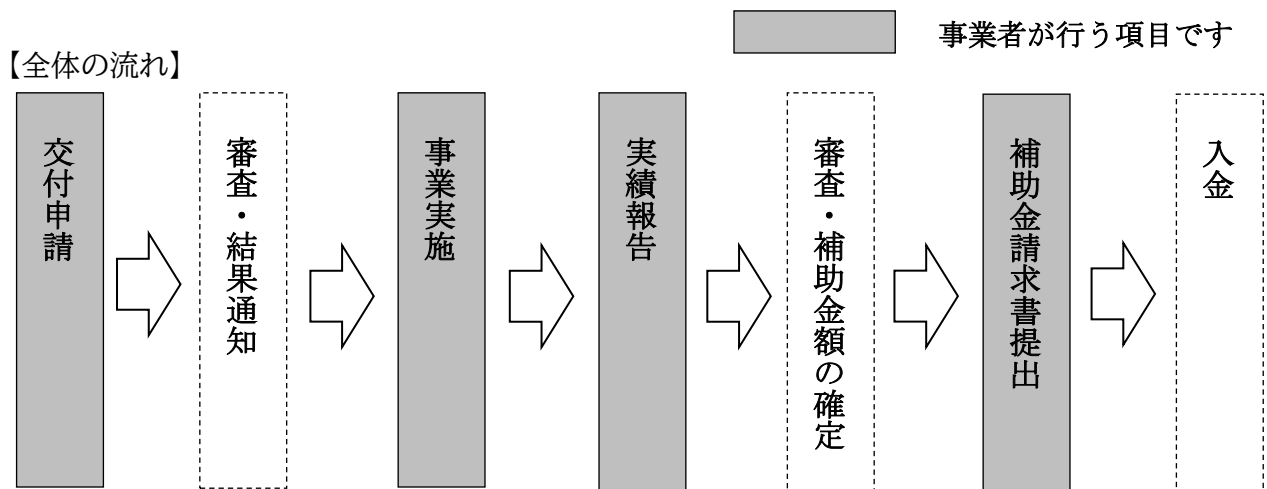 事業者が行う項目です
【全体の流れ】
交付申請
審査・結果通知
事業実施
実績報告
審査・補助金額の確定
補助金請求書提出
入金